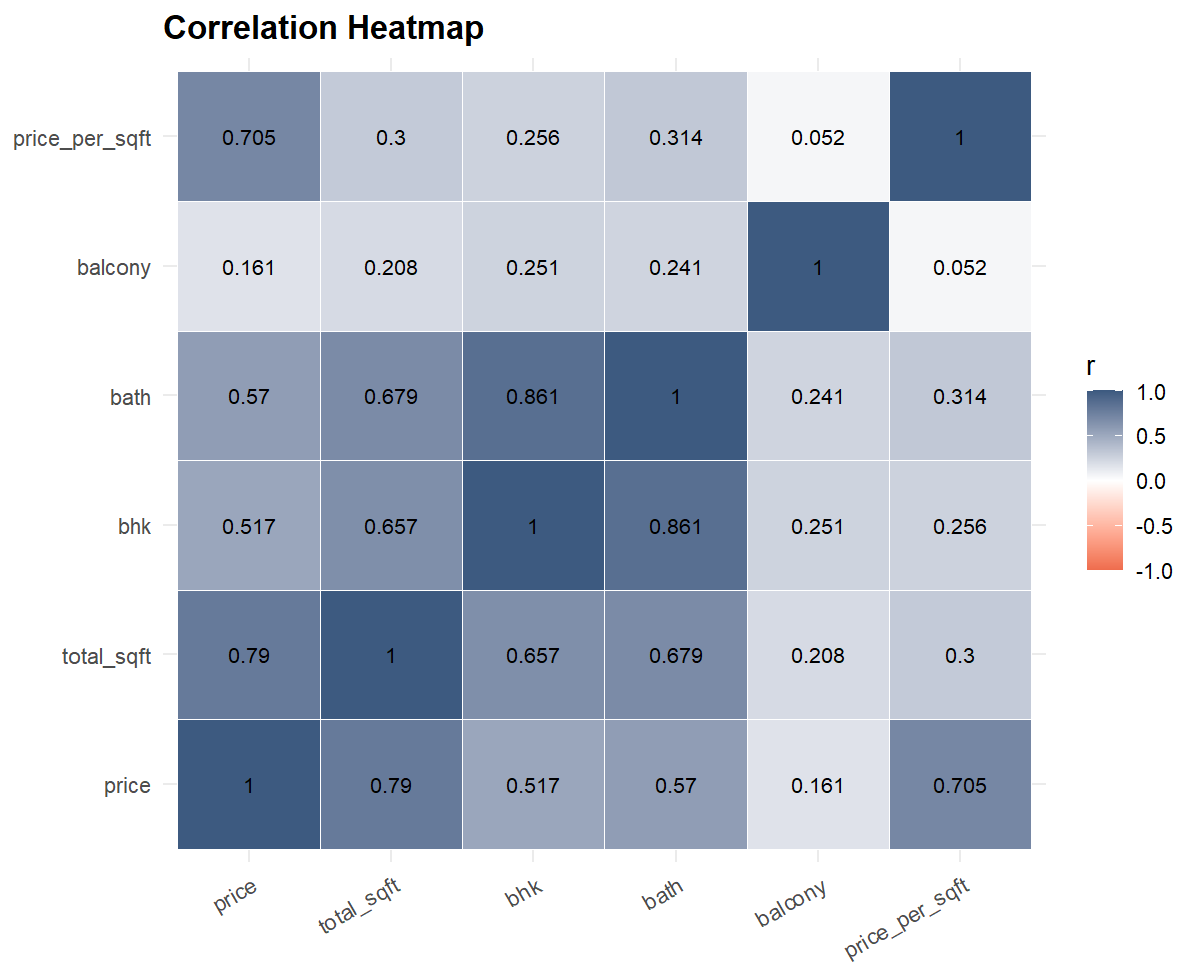 Correlation Heatmap
price_per_sqft 0.705 0.3 0.256 0.314 0.052 1
balcony 0.161 0.208 0.251 0.241 1 0.052
bath 0.57 0.679 0.861 1 0.241 0.314
bhk 0.517 0.657 1 0.861 0.251 0.256
total_sqft 0.79 1 0.657 0.679 0.208 0.3
price 1 0.79 0.517 0.57 0.161 0.705
price total_sqft bhk bath balcony price_per_sqft
r
1.0
0.5
0.0
-0.5
-1.0